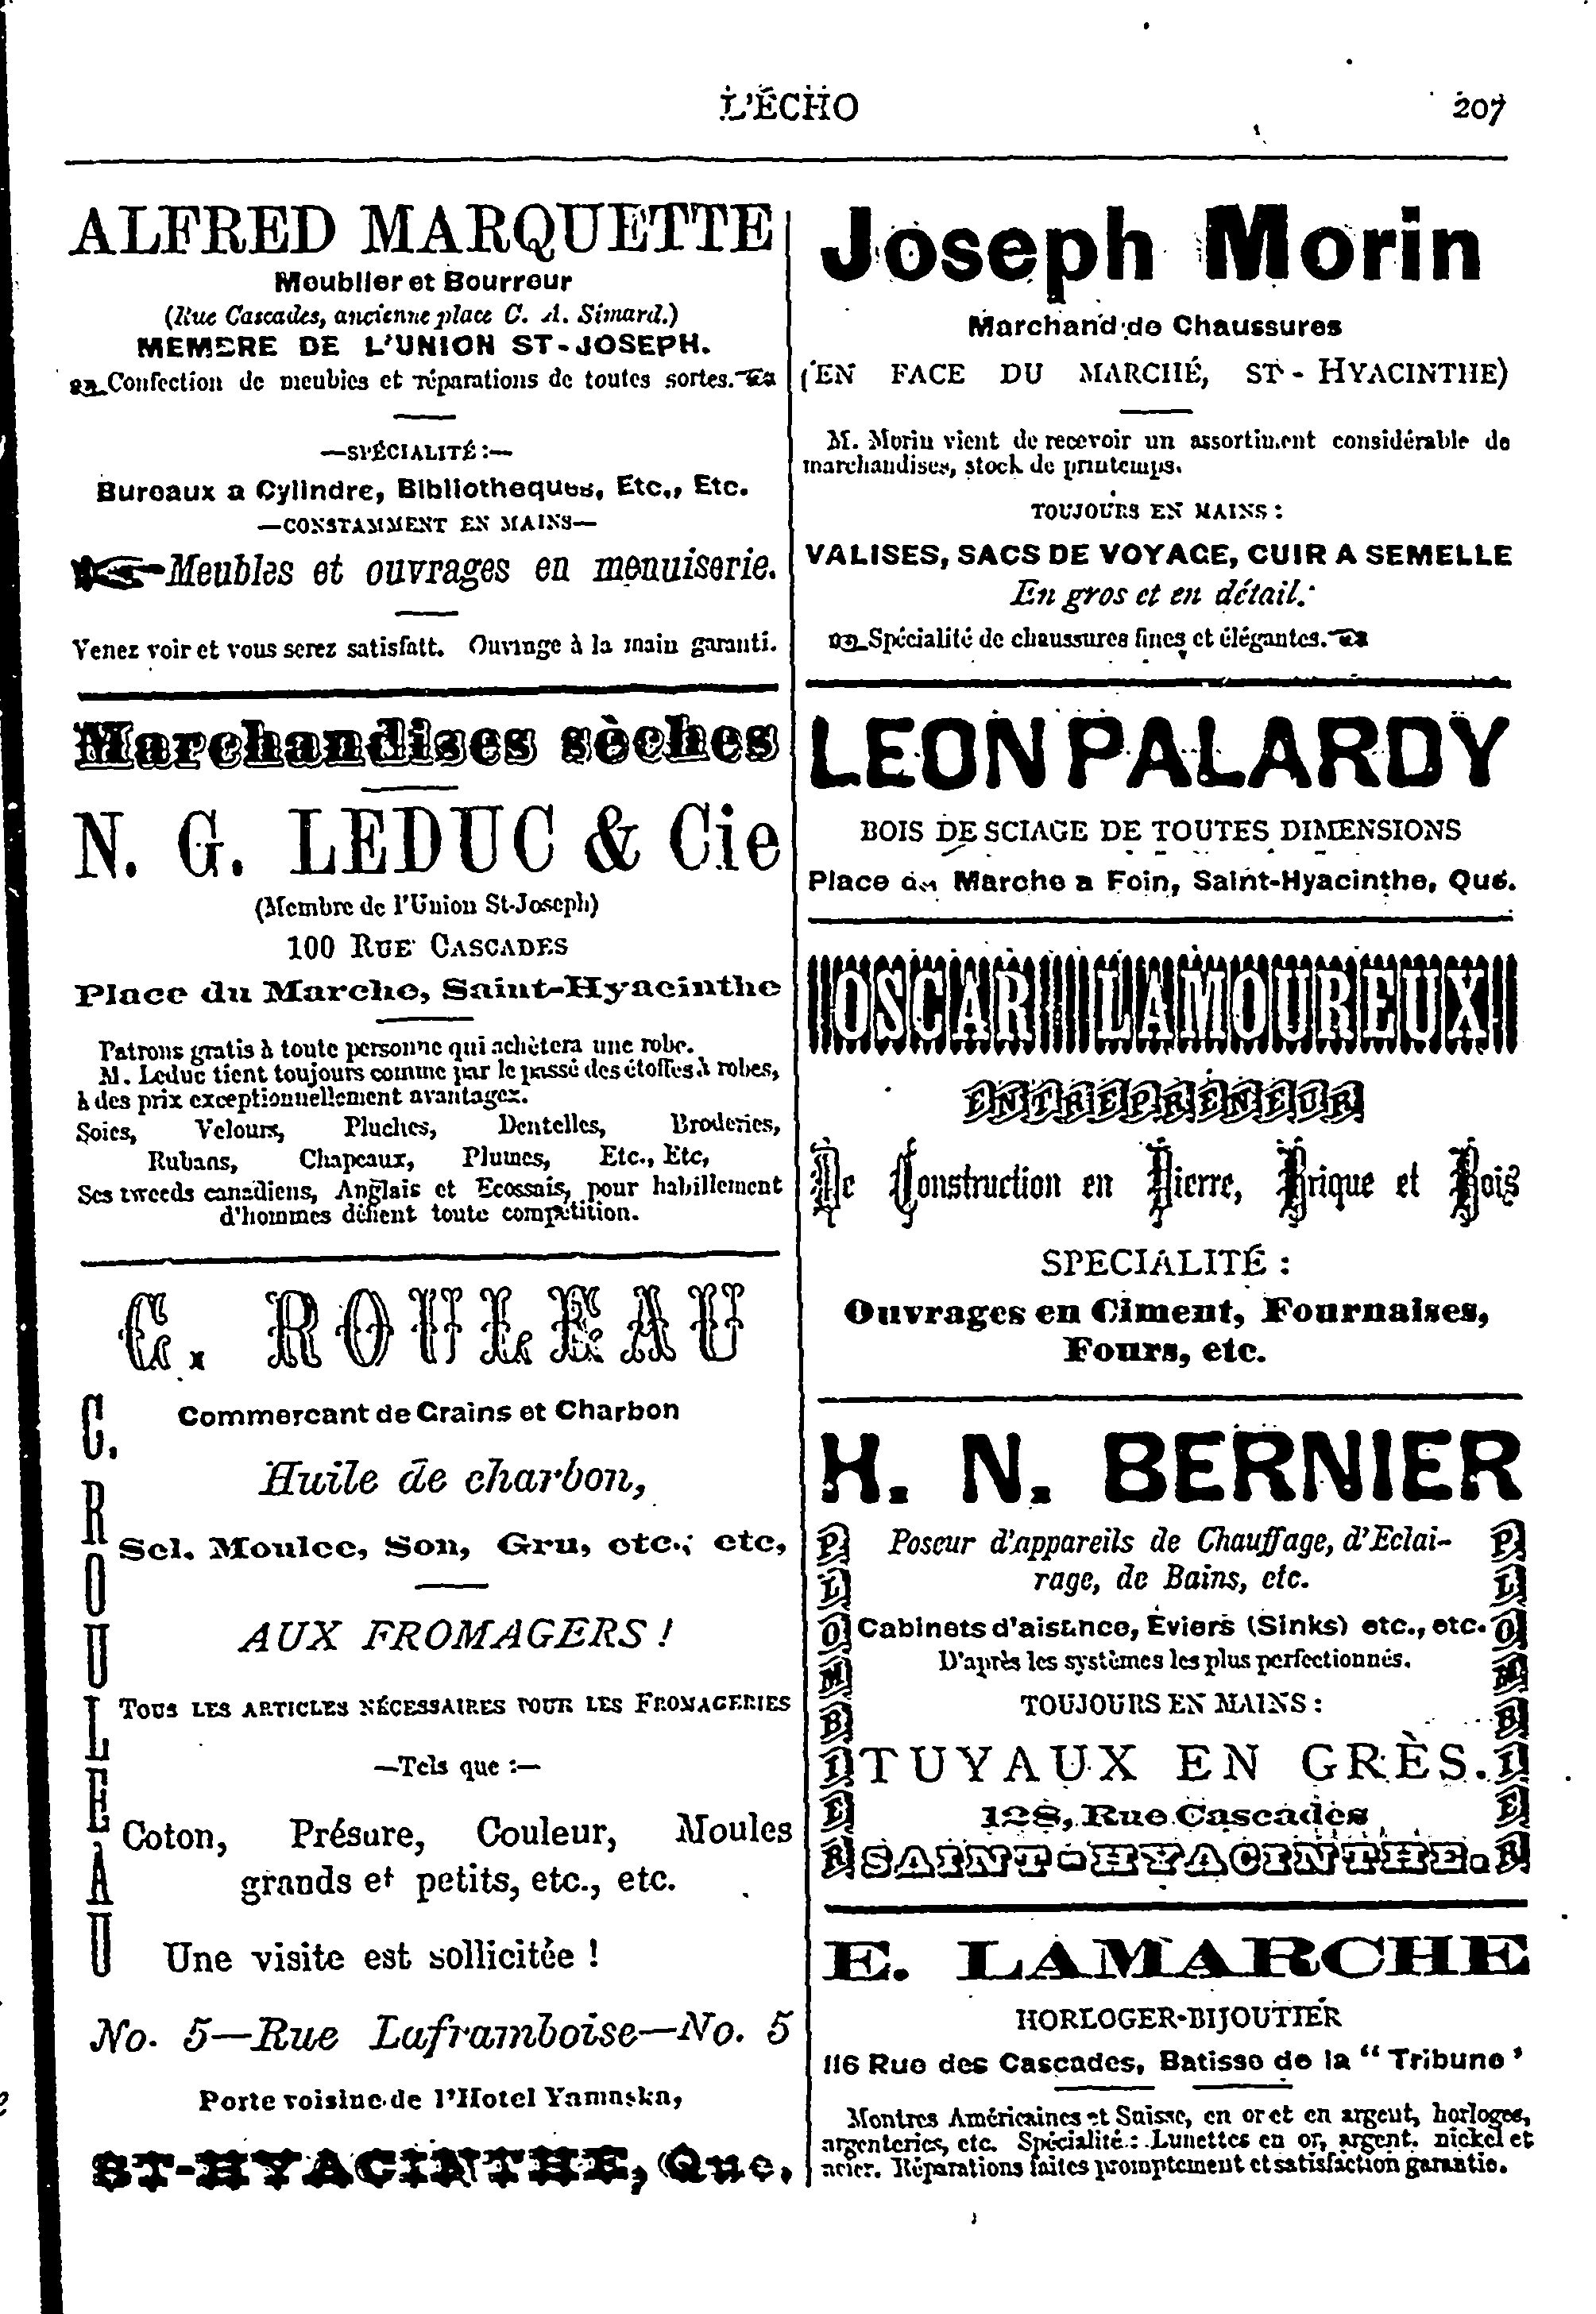 L'ÉCHO
207
ALFRED MARQUETTE
Meublier et Bourreur
(Rue Cascades, ancienne place C. A. Simard.)
MEMBRE DE L'UNION ST-JOSEPH.
Confection de meubles et réparations de toutes sortes.
—SPÉCIALITÉ :—
Bureaux a Cylindre, Bibliotheques, Etc., Etc.
—CONSTAMMENT EN MAINS—
Meubles et ouvrages en menuiserie.
Venez voir et vous serez satisfatt. Ouvrage à la main garanti.
Marchandises sèches
N. G. LEDUC & Cie
(Membre de l'Union St-Joseph)
100 RUE CASCADES
Place du Marche, Saint-Hyacinthe
Patrons gratis à toute personne qui achètera une robe.
M. Leduc tient toujours comme par le passé des étoffes à robes,
à des prix exceptionnellement avantagez.
Soies, Velours, Pluches, Dentelles, Broderies,
Rubans, Chapeaux, Plumes, Etc., Etc,
Ses tweeds canadiens, Anglais et Ecossais, pour habillement
d'hommes défient toute compétition.
C. ROULEAU
C. ROULEAU
Commercant de Grains et Charbon
Huile de charbon,
Sel. Moulee, Son, Gru, etc.; etc,
AUX FROMAGERS !
TOUS LES ARTICLES NÉCESSAIRES POUR LES FROMAGERIES
—Tels que :—
Coton, Présure, Couleur, Moules
grands et petits, etc., etc.
Une visite est sollicitée !
No. 5—Rue Laframboise—No. 5
Porte voisine de l'Hotel Yamaska,
ST-HYACINTHE, Que.
Joseph Morin
Marchand de Chaussures
(EN FACE DU MARCHÉ, ST-HYACINTHE)
M. Morin vient de recevoir un assortiment considérable de
marchandises, stock de printemps.
TOUJOURS EN MAINS :
VALISES, SACS DE VOYAGE, CUIR A SEMELLE
En gros et en détail.
Spécialité de chaussures fines et élégantes.
LEON PALARDY
BOIS DE SCIAGE DE TOUTES DIMENSIONS
Place du Marche a Foin, Saint-Hyacinthe, Qué.
OSCAR LAMOUREUX
ENTREPRENEUR
De Construction en Pierre, Brique et Bois
SPECIALITÉ :
Ouvrages en Ciment, Fournaises,
Fours, etc.
H. N. BERNIER
PLOMBIER
Poseur d'appareils de Chauffage, d'Eclai-
rage, de Bains, etc.
Cabinets d'aisance, Éviers (Sinks) etc., etc.
D'après les systèmes les plus perfectionnés.
TOUJOURS EN MAINS :
TUYAUX EN GRÈS.
128, Rue Cascades
SAINT-HYACINTHE.
PLOMBIER
E. LAMARCHE
HORLOGER-BIJOUTIER
116 Rue des Cascades, Batisse de la "Tribune'
Montres Américaines et Suisse, en or et en argent, horloges,
argenteries, etc. Spécialité : Lunettes en or, argent. nickel et
acier. Réparations faites promptement et satisfaction garantie.